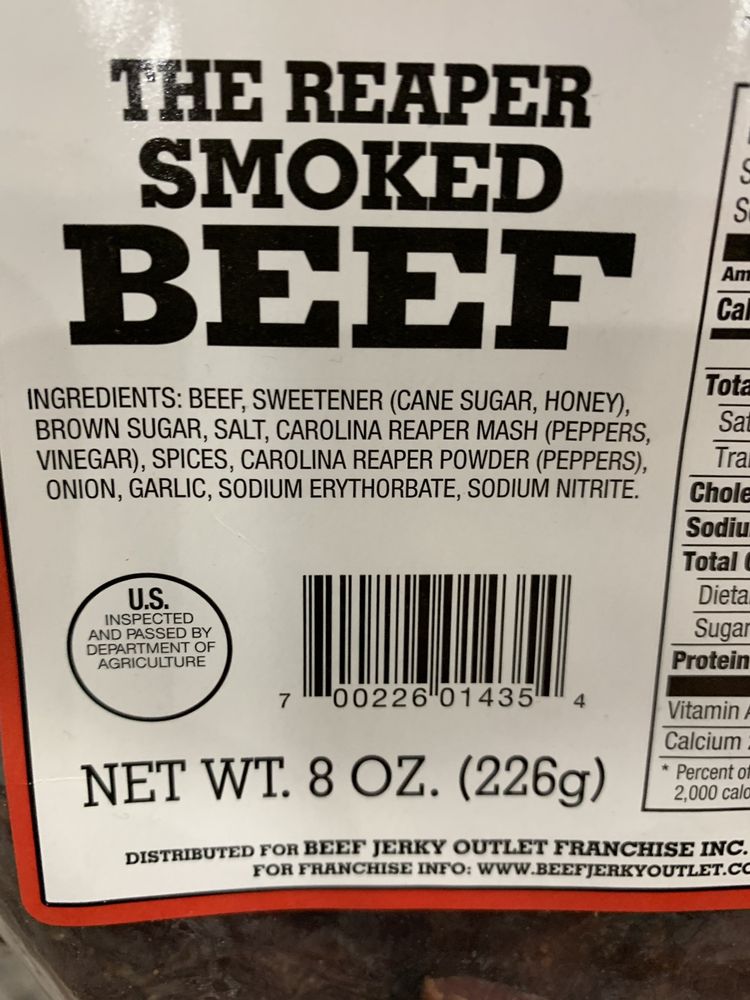 THE REAPER
SMOKED
BEEF
INGREDIENTS: BEEF, SWEETENER (CANE SUGAR, HONEY),
BROWN SUGAR, SALT, CAROLINA REAPER MASH (PEPPERS,
VINEGAR), SPICES, CAROLINA REAPER POWDER (PEPPERS),
ONION, GARLIC, SODIUM ERYTHORBATE, SODIUM NITRITE.
U.S.
INSPECTED
AND PASSED BY
DEPARTMENT OF
AGRICULTURE
7 00226 01435 4
NET WT. 8 OZ. (226g)
DISTRIBUTED FOR BEEF JERKY OUTLET FRANCHISE INC.
FOR FRANCHISE INFO: WWW.BEEFJERKYOUTLET.CO
Am
Cal
Tota
Sat
Tra
Chole
Sodiu
Total
Dieta
Sugar
Protein
Vitamin
Calcium
* Percent of
2,000 calo